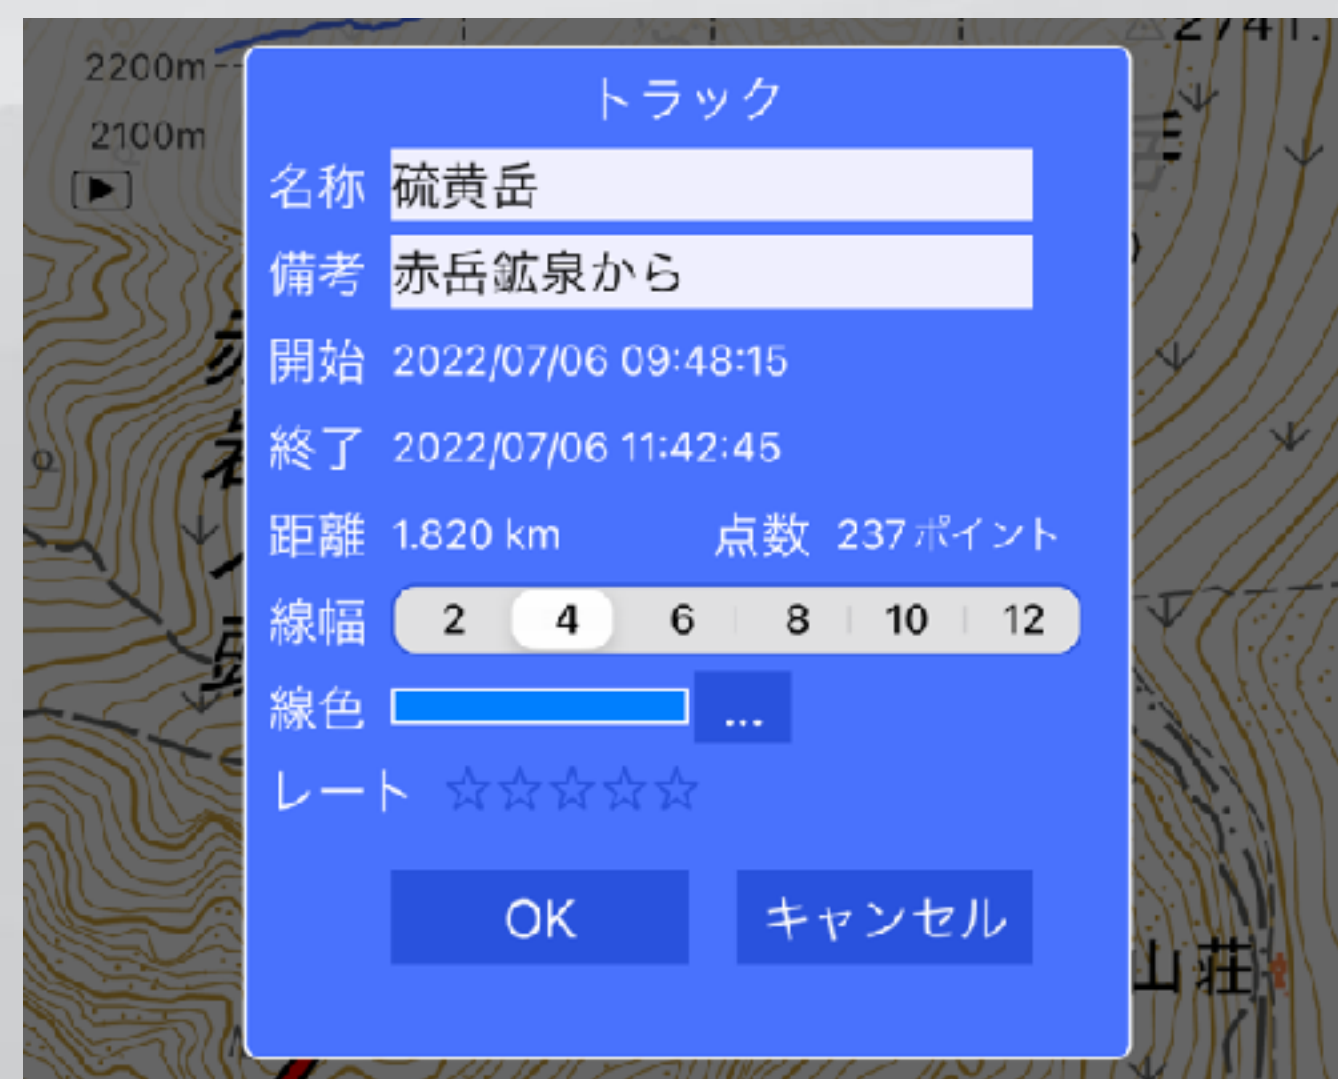 2200m
2100m
トラック
名称 硫黄岳
備考 赤岳鉱泉から
開始 2022/07/06 09:48:15
終了 2022/07/06 11:42:45
距離 1.820 km 点数 237ポイント
線幅 2 4 6 8 10 12
線色 ...
レート ☆☆☆☆☆
OK キャンセル
山荘